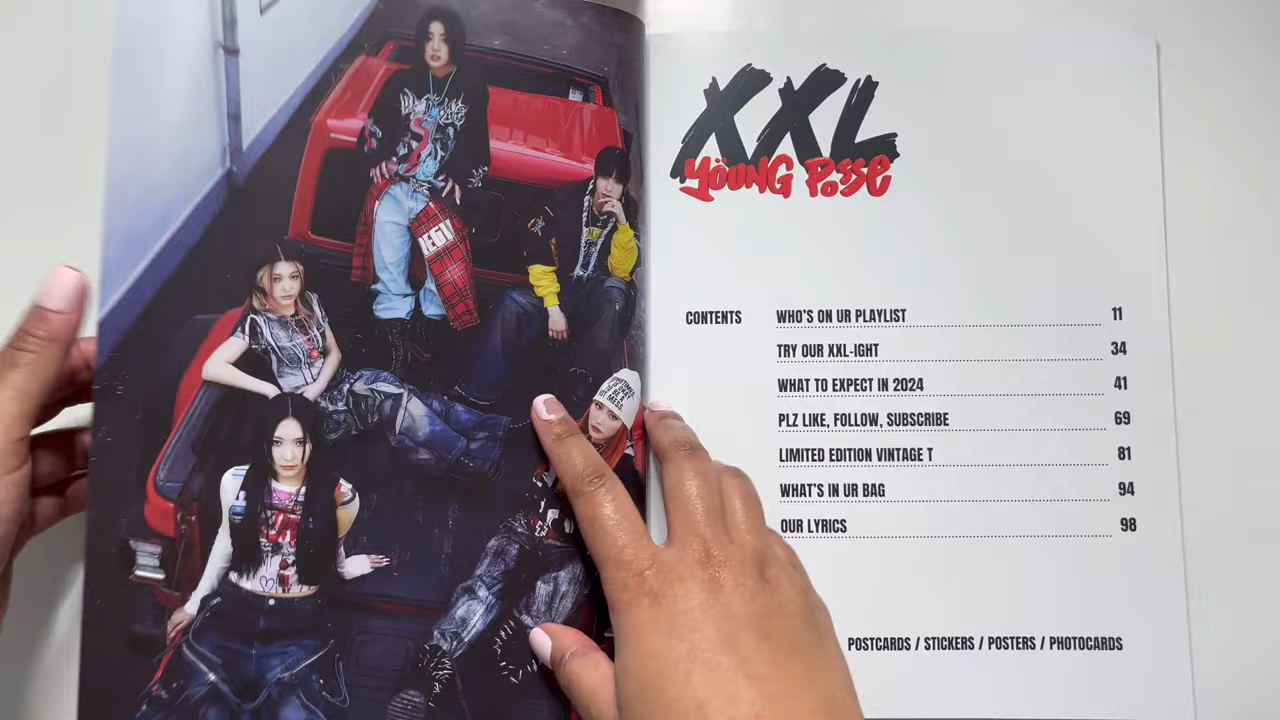 XXL
YOUNG POSSE
CONTENTS
WHO'S ON UR PLAYLIST 11
TRY OUR XXL-IGHT 34
WHAT TO EXPECT IN 2024 41
PLZ LIKE, FOLLOW, SUBSCRIBE 69
LIMITED EDITION VINTAGE T 81
WHAT'S IN UR BAG 94
OUR LYRICS 98
POSTCARDS / STICKERS / POSTERS / PHOTOCARDS